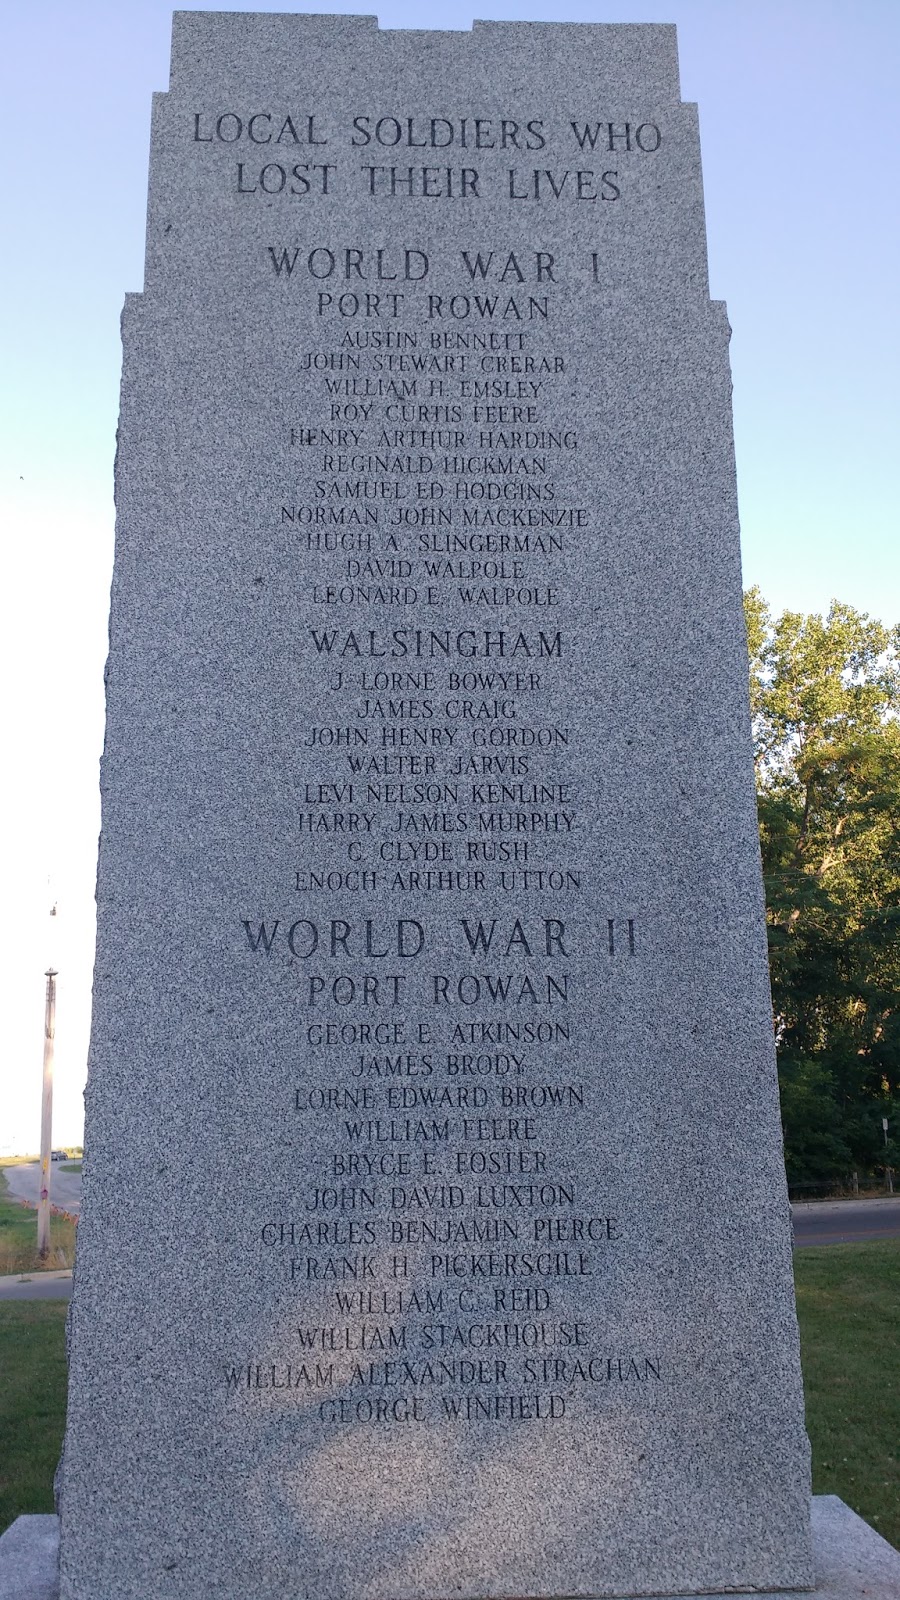 LOCAL SOLDIERS WHO
LOST THEIR LIVES
WORLD WAR I
PORT ROWAN
AUSTIN BENNETT
JOHN STEWART CRERAR
WILLIAM H. EMSLEY
ROY CURTIS FEERE
HENRY ARTHUR HARDING
REGINALD HICKMAN
SAMUEL ED HODGINS
NORMAN JOHN MACKENZIE
HUGH A. SLINGERMAN
DAVID WALPOLE
LEONARD E. WALPOLE
WALSINGHAM
J. LORNE BOWYER
JAMES CRAIG
JOHN HENRY GORDON
WALTER JARVIS
LEVI NELSON KENLINE
HARRY JAMES MURPHY
C. CLYDE RUSH
ENOCH ARTHUR UTTON
WORLD WAR II
PORT ROWAN
GEORGE E. ATKINSON
JAMES BRODY
LORNE EDWARD BROWN
WILLIAM FEERE
BRYCE E. FOSTER
JOHN DAVID LUXTON
CHARLES BENJAMIN PIERCE
FRANK H. PICKERSGILL
WILLIAM C. REID
WILLIAM STACKHOUSE
WILLIAM ALEXANDER STRACHAN
GEORGE WINFIELD